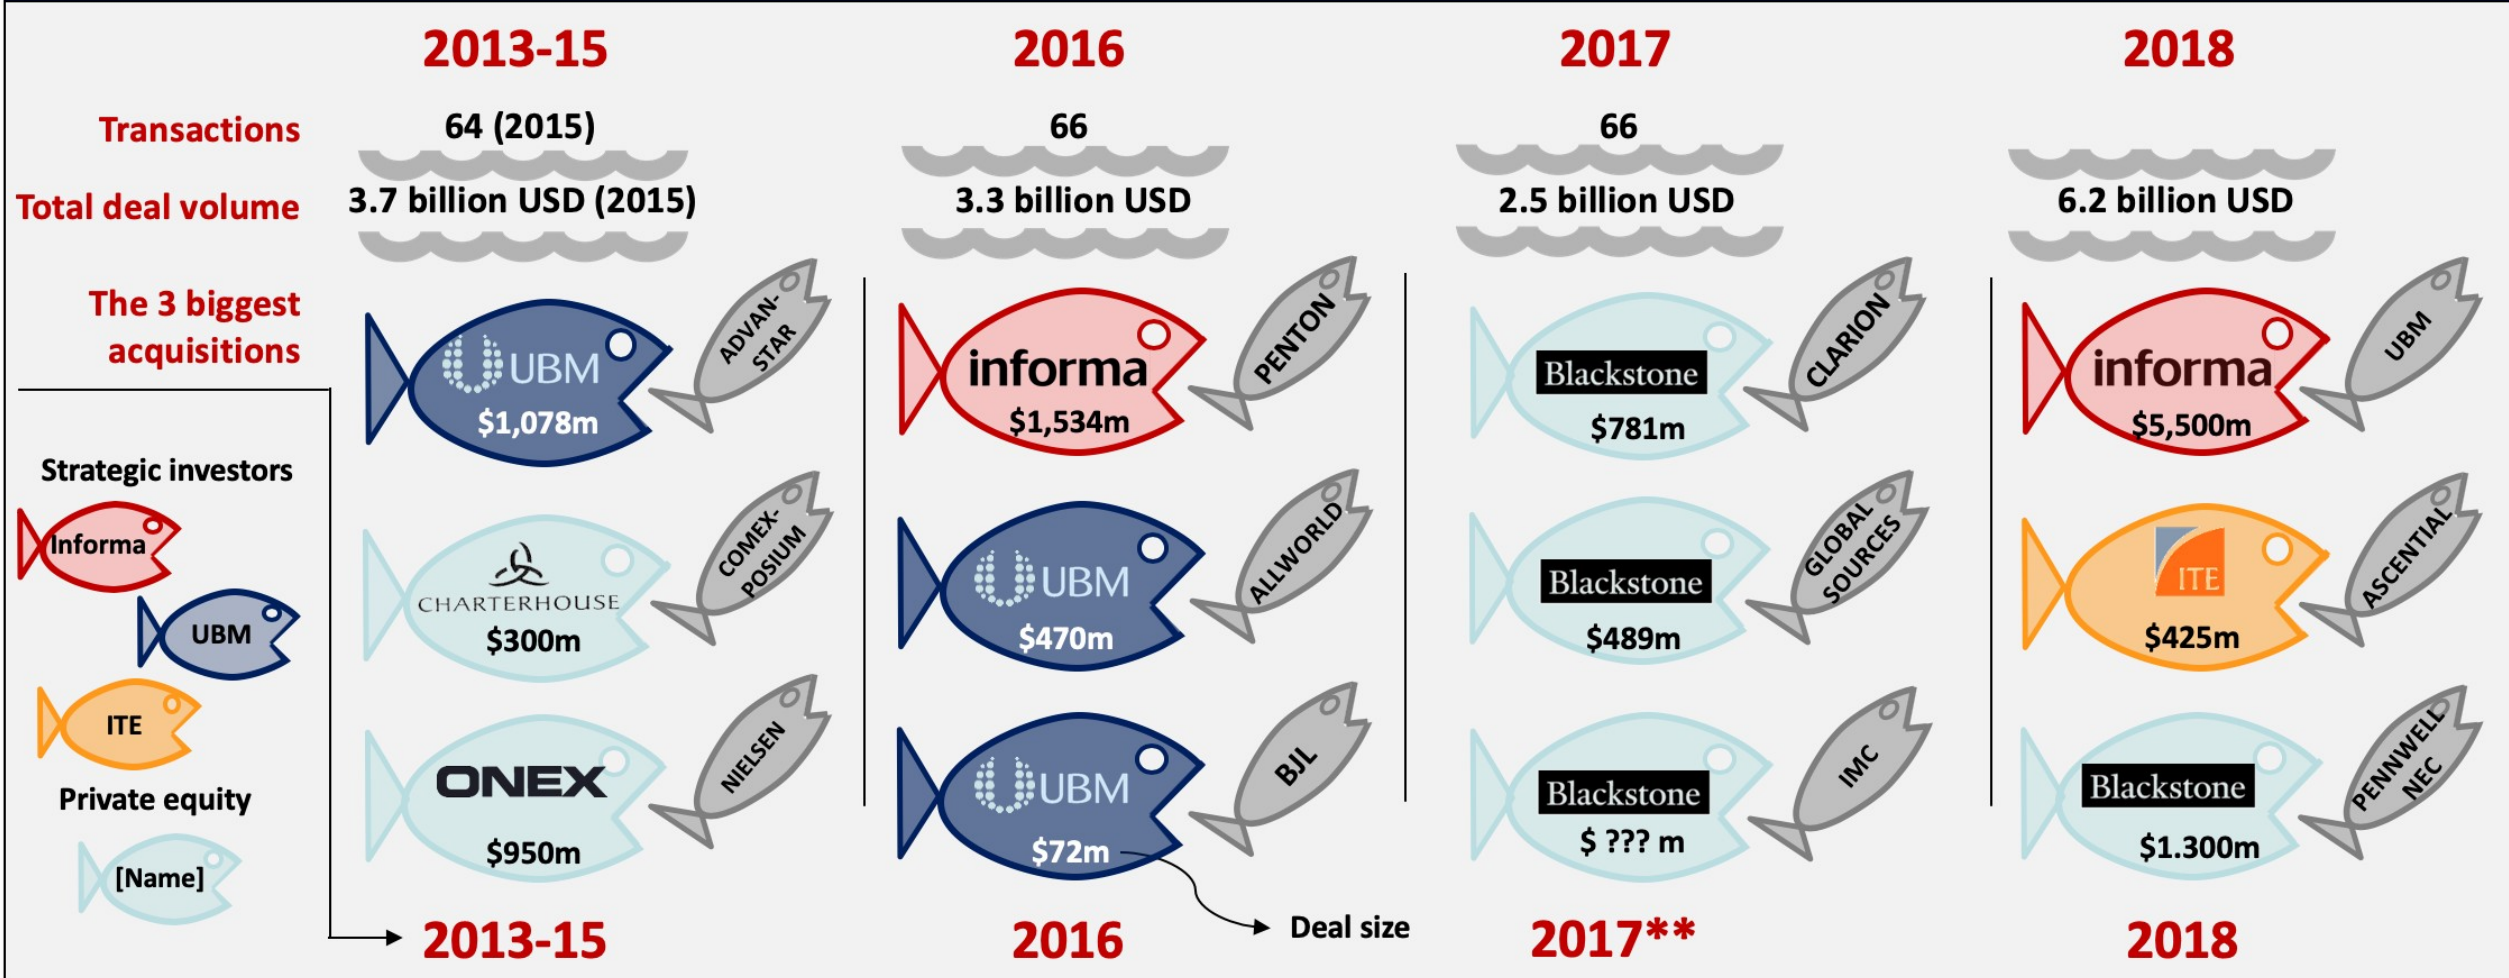 2013-15
2016
2017
2018
Transactions
64 (2015)
66
66
Total deal volume
3.7 billion USD (2015)
3.3 billion USD
2.5 billion USD
6.2 billion USD
The 3 biggest
acquisitions
UBM
$1,078m
ADVAN-
STAR
informa
$1,534m
PENTON
Blackstone
$781m
CLARION
informa
$5,500m
UBM
CHARTERHOUSE
$300m
COMEX-
POSIUM
UBM
$470m
ALLWORLD
Blackstone
$489m
GLOBAL
SOURCES
ITE
$425m
ASCENTIAL
ONEX
$950m
NIELSEN
UBM
$72m
BJL
Blackstone
$ ??? m
IMC
Blackstone
$1.300m
PENNWELL
NEC
Strategic investors
Informa
UBM
ITE
Private equity
[Name]
2013-15
2016
Deal size
2017**
2018